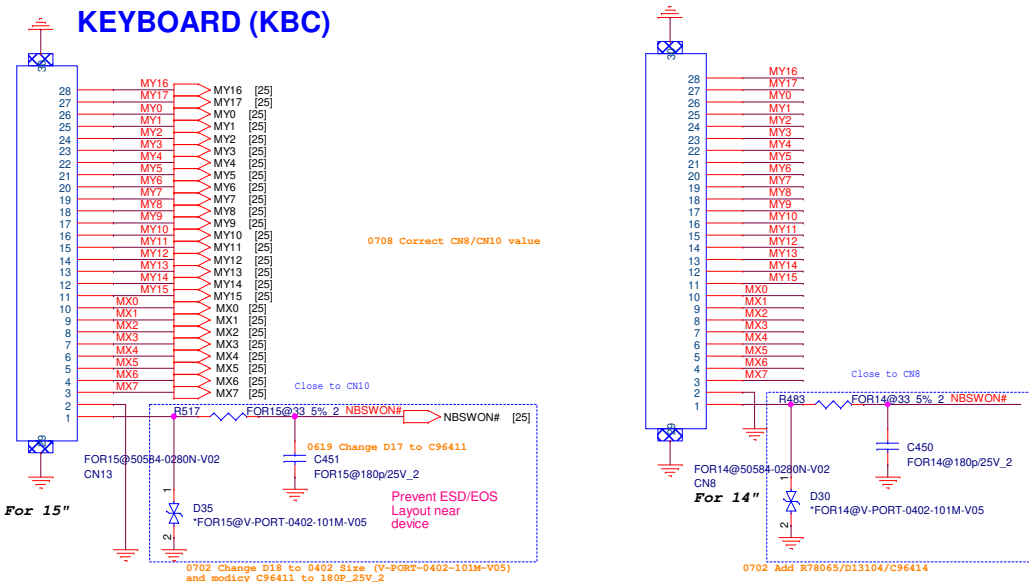 KEYBOARD (KBC)
30
28 MY16 MY16 [25]
27 MY17 MY17 [25]
26 MY0 MY0 [25]
25 MY1 MY1 [25]
24 MY2 MY2 [25]
23 MY3 MY3 [25]
22 MY4 MY4 [25]
21 MY5 MY5 [25]
20 MY6 MY6 [25]
19 MY7 MY7 [25]
18 MY8 MY8 [25]
17 MY9 MY9 [25]
16 MY10 MY10 [25]
15 MY11 MY11 [25]
14 MY12 MY12 [25]
13 MY13 MY13 [25]
12 MY14 MY14 [25]
11 MY15 MY15 [25]
10 MX0 MX0 [25]
9 MX1 MX1 [25]
8 MX2 MX2 [25]
7 MX3 MX3 [25]
6 MX4 MX4 [25]
5 MX5 MX5 [25]
4 MX6 MX6 [25]
3 MX7 MX7 [25]
2
1
29
0708 Correct CN8/CN10 value
Close to CN10
R517 FOR15@33_5%_2 NBSWON# NBSWON# [25]
0619 Change D17 to C96411
C451
FOR15@180p/25V_2
FOR15@50584-0280N-V02
CN13
For 15"
1
D35
*FOR15@V-PORT-0402-101M-V05
2
Prevent ESD/EOS
Layout near
device
0702 Change D18 to 0402 Size (V-PORT-0402-101M-V05)
and modicy C96411 to 180P_25V_2
30
28 MY16
27 MY17
26 MY0
25 MY1
24 MY2
23 MY3
22 MY4
21 MY5
20 MY6
19 MY7
18 MY8
17 MY9
16 MY10
15 MY11
14 MY12
13 MY13
12 MY14
11 MY15
10 MX0
9 MX1
8 MX2
7 MX3
6 MX4
5 MX5
4 MX6
3 MX7
2
1
29
Close to CN8
R483 FOR14@33_5%_2 NBSWON#
C450
FOR14@180p/25V_2
FOR14@50584-0280N-V02
CN8
For 14"
1
D30
*FOR14@V-PORT-0402-101M-V05
2
0702 Add R78065/D13104/C96414